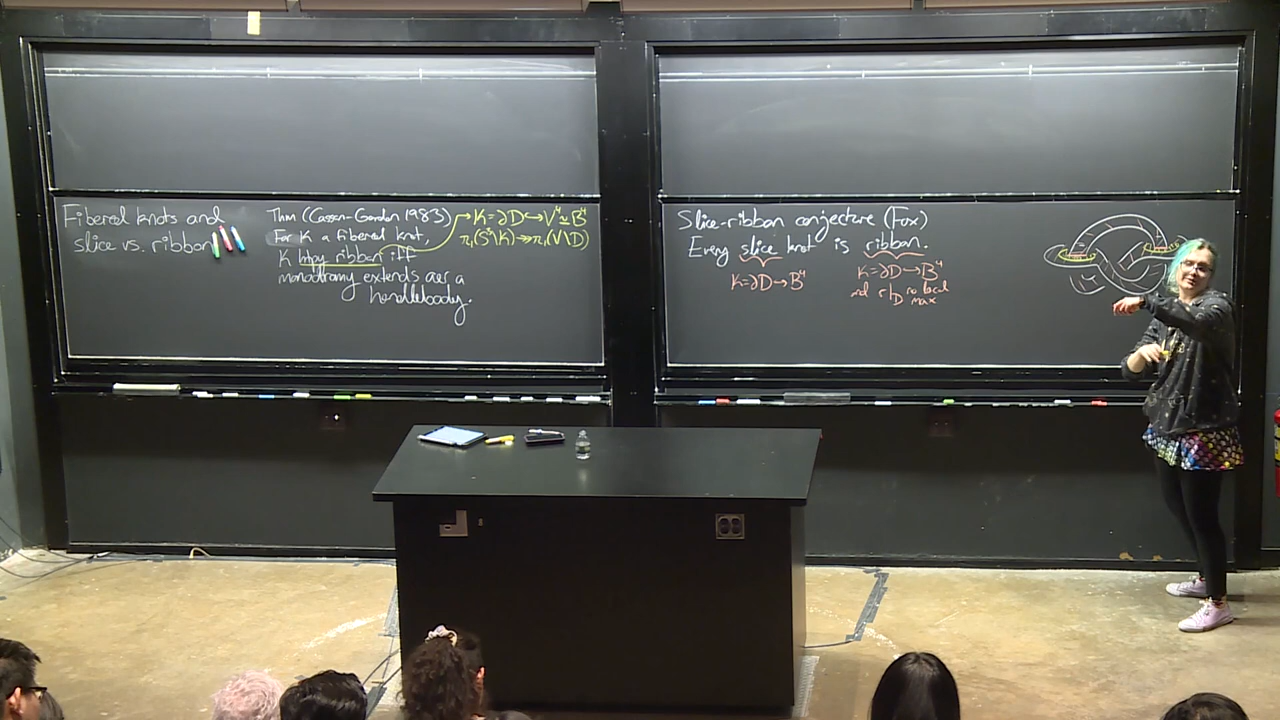 Fibered knots and
slice vs. ribbon
Thm (Casson-Gordon 1983)
For K a fibered knot,
K htpy ribbon iff
monodromy extends over a
handlebody.
K=∂D↪V⁴≃B⁴
π₁(S³\K)↠π₁(V\D)
Slice-ribbon conjecture (Fox)
Every slice knot is ribbon.
K=∂D→B⁴
K=∂D→B⁴
and r|_D no local
max